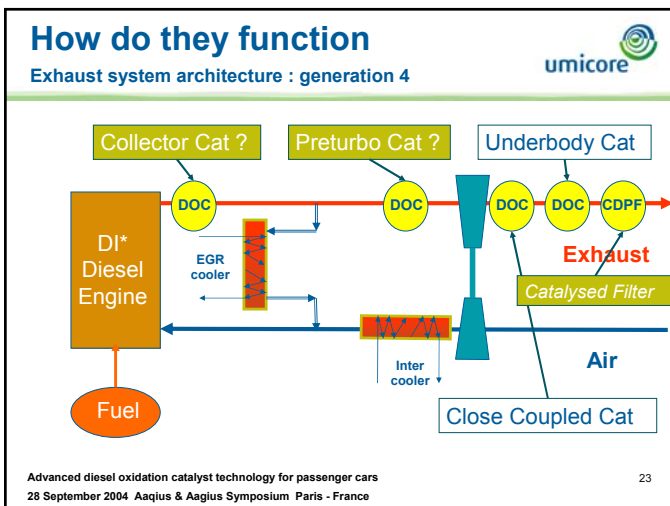 How do they function
Exhaust system architecture : generation 4
umicore
Collector Cat ?
Preturbo Cat ?
Underbody Cat
DOC
DOC
DOC
DOC
CDPF
DI*
Diesel
Engine
EGR
cooler
Exhaust
Catalysed Filter
Inter
cooler
Air
Fuel
Close Coupled Cat
Advanced diesel oxidation catalyst technology for passenger cars
23
28 September 2004 Aaqius & Aagius Symposium Paris - France